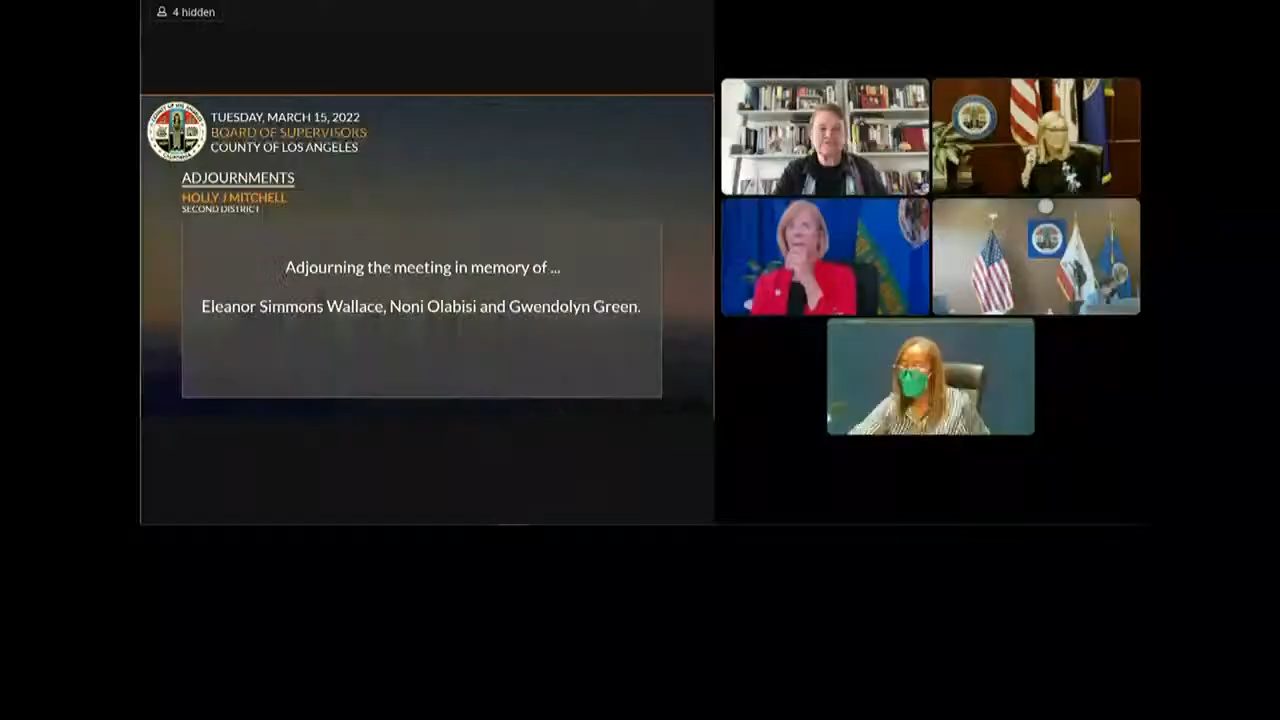 4 hidden
TUESDAY, MARCH 15, 2022
BOARD OF SUPERVISORS
COUNTY OF LOS ANGELES
ADJOURNMENTS
HOLLY J MITCHELL
SECOND DISTRICT
Adjourning the meeting in memory of ...
Eleanor Simmons Wallace, Noni Olabisi and Gwendolyn Green.